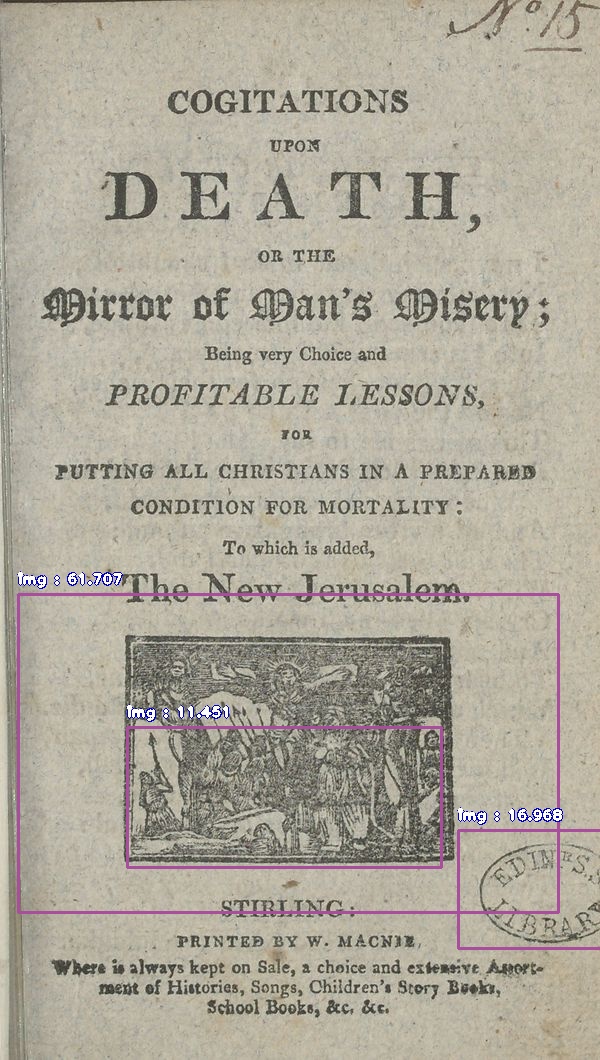 No. 15
COGITATIONS
UPON
DEATH,
OR THE
Mirror of Man's Misery;
Being very Choice and
PROFITABLE LESSONS,
FOR
PUTTING ALL CHRISTIANS IN A PREPARED
CONDITION FOR MORTALITY:
To which is added,
img : 61.707
The New Jerusalem.
img : 11.451
img : 16.968
EDINRS.S.
LIBRARY
STIRLING:
PRINTED BY W. MACNIE,
Where is always kept on Sale, a choice and extensive Assort-
ment of Histories, Songs, Children's Story Books,
School Books, &c. &c.